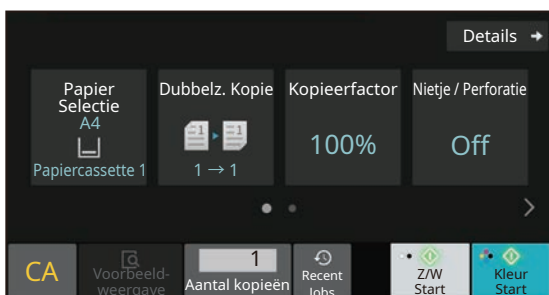 Details
Papier
Selectie
A4
Papiercassette 1
Dubbelz. Kopie
1 → 1
Kopieerfactor
100%
Nietje / Perforatie
Off
CA
Voorbeeld-
weergave
1
Aantal kopieën
Recent
Jobs
Z/W
Start
Kleur
Start